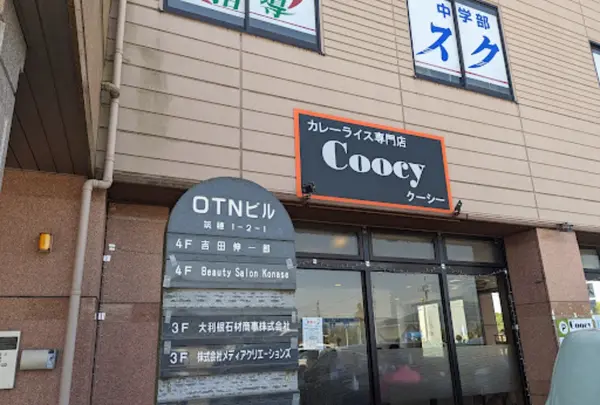 中学部
スク
カレーライス専門店
Coocy
クーシー
OTNビル
筑穂 1-2-1
4F 吉田伸一郎
4F Beauty Salon Konase
3F 大利根石材商事株式会社
3F 株式会社メディアクリエーションズ
P Coocy